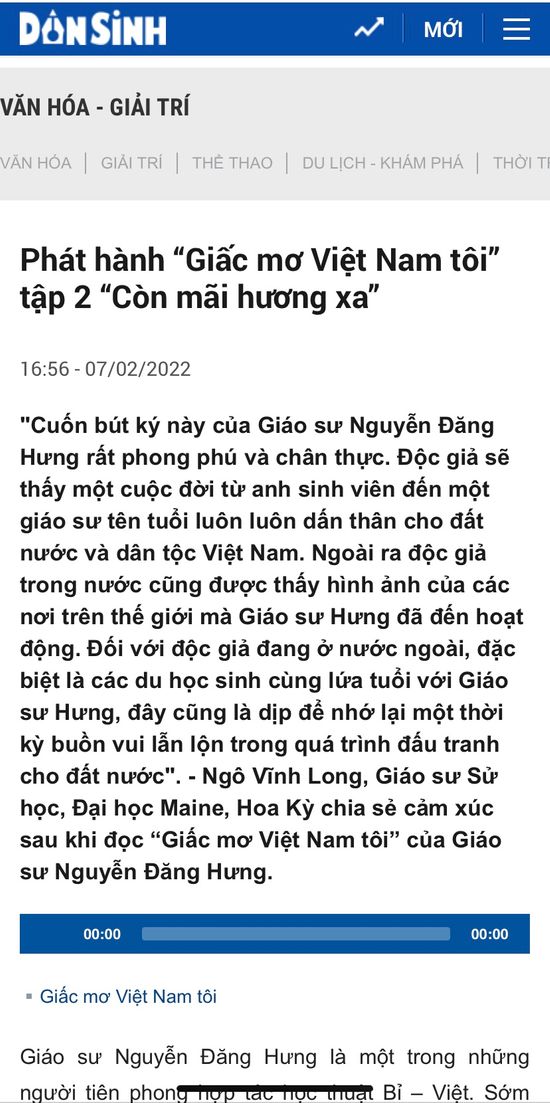 DÂN SINH
MỚI
VĂN HÓA - GIẢI TRÍ
VĂN HÓA | GIẢI TRÍ | THỂ THAO | DU LỊCH - KHÁM PHÁ | THỜI
Phát hành “Giấc mơ Việt Nam tôi”
tập 2 “Còn mãi hương xa”
16:56 - 07/02/2022
"Cuốn bút ký này của Giáo sư Nguyễn Đăng
Hưng rất phong phú và chân thực. Độc giả sẽ
thấy một cuộc đời từ anh sinh viên đến một
giáo sư tên tuổi luôn luôn dấn thân cho đất
nước và dân tộc Việt Nam. Ngoài ra độc giả
trong nước cũng được thấy hình ảnh của các
nơi trên thế giới mà Giáo sư Hưng đã đến hoạt
động. Đối với độc giả đang ở nước ngoài, đặc
biệt là các du học sinh cùng lứa tuổi với Giáo
sư Hưng, đây cũng là dịp để nhớ lại một thời
kỳ buồn vui lẫn lộn trong quá trình đấu tranh
cho đất nước". - Ngô Vĩnh Long, Giáo sư Sử
học, Đại học Maine, Hoa Kỳ chia sẻ cảm xúc
sau khi đọc “Giấc mơ Việt Nam tôi” của Giáo
sư Nguyễn Đăng Hưng.
00:00 00:00
Giấc mơ Việt Nam tôi
Giáo sư Nguyễn Đăng Hưng là một trong những
người tiên phong hợp tác học thuật Bỉ – Việt. Sớm